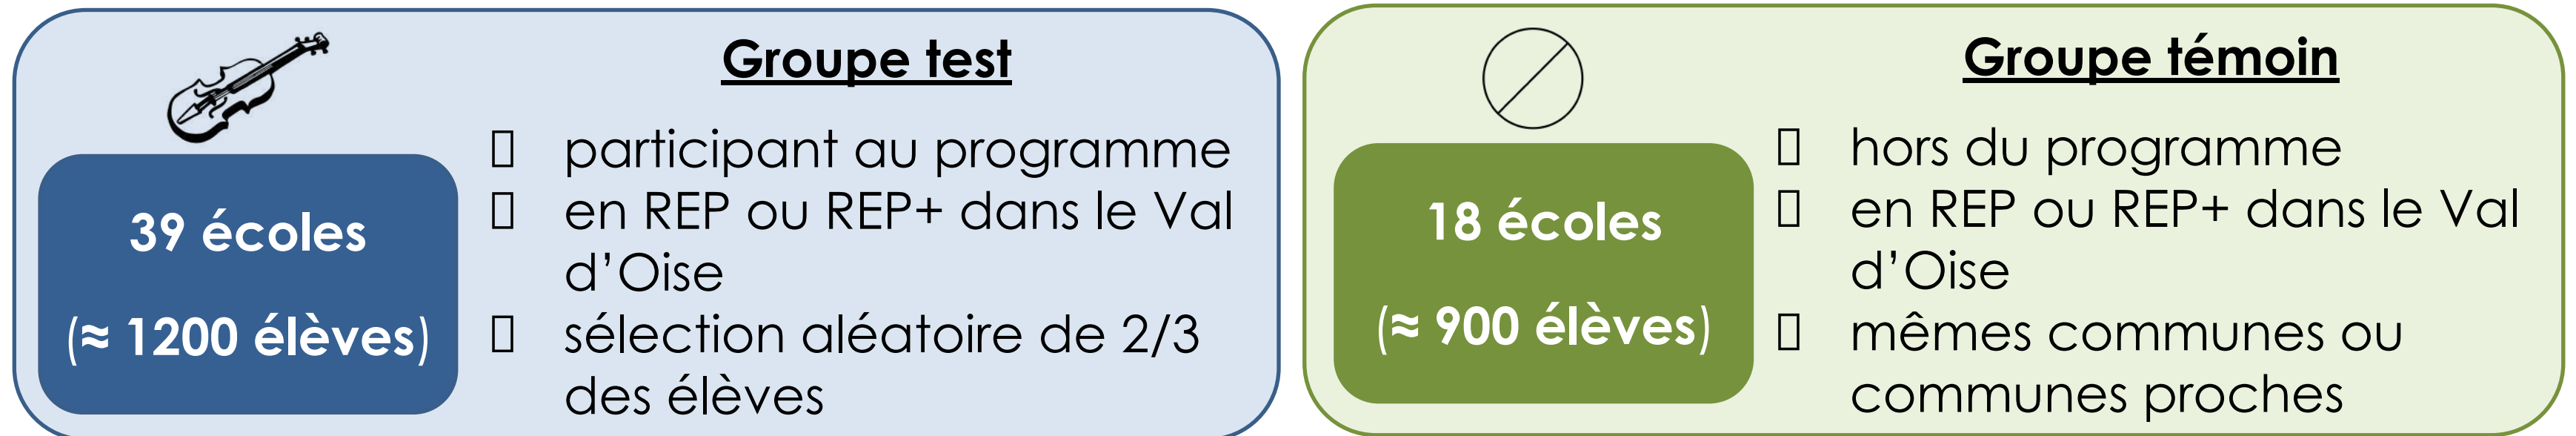 Groupe test
39 écoles
(≈ 1200 élèves)
▯ participant au programme
▯ en REP ou REP+ dans le Val
d’Oise
▯ sélection aléatoire de 2/3
des élèves
Groupe témoin
18 écoles
(≈ 900 élèves)
▯ hors du programme
▯ en REP ou REP+ dans le Val
d’Oise
▯ mêmes communes ou
communes proches